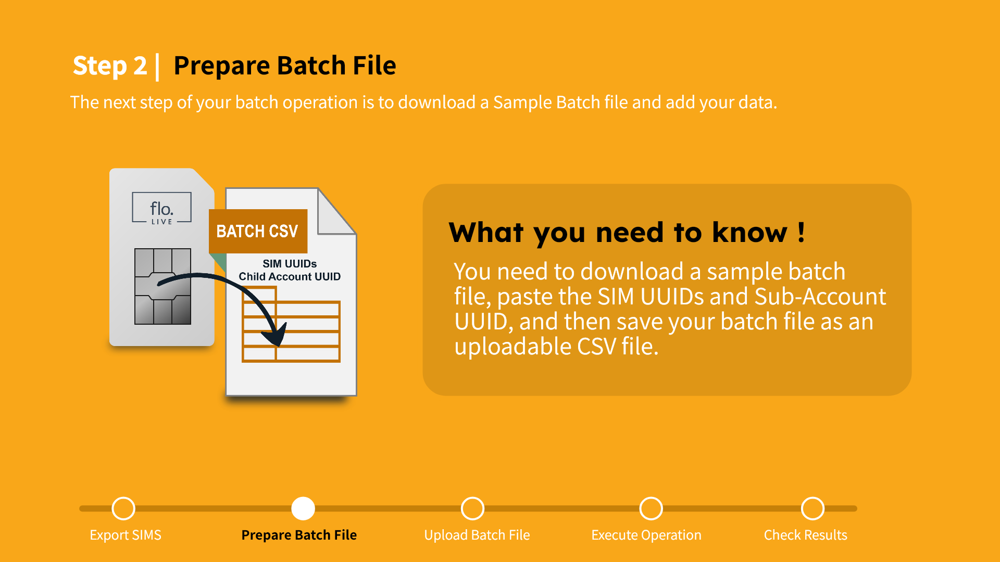 Step 2 | Prepare Batch File
The next step of your batch operation is to download a Sample Batch file and add your data.
flo.
LIVE
BATCH CSV
SIM UUIDs
Child Account UUID
What you need to know !
You need to download a sample batch
file, paste the SIM UUIDs and Sub-Account
UUID, and then save your batch file as an
uploadable CSV file.
Export SIMS
Prepare Batch File
Upload Batch File
Execute Operation
Check Results